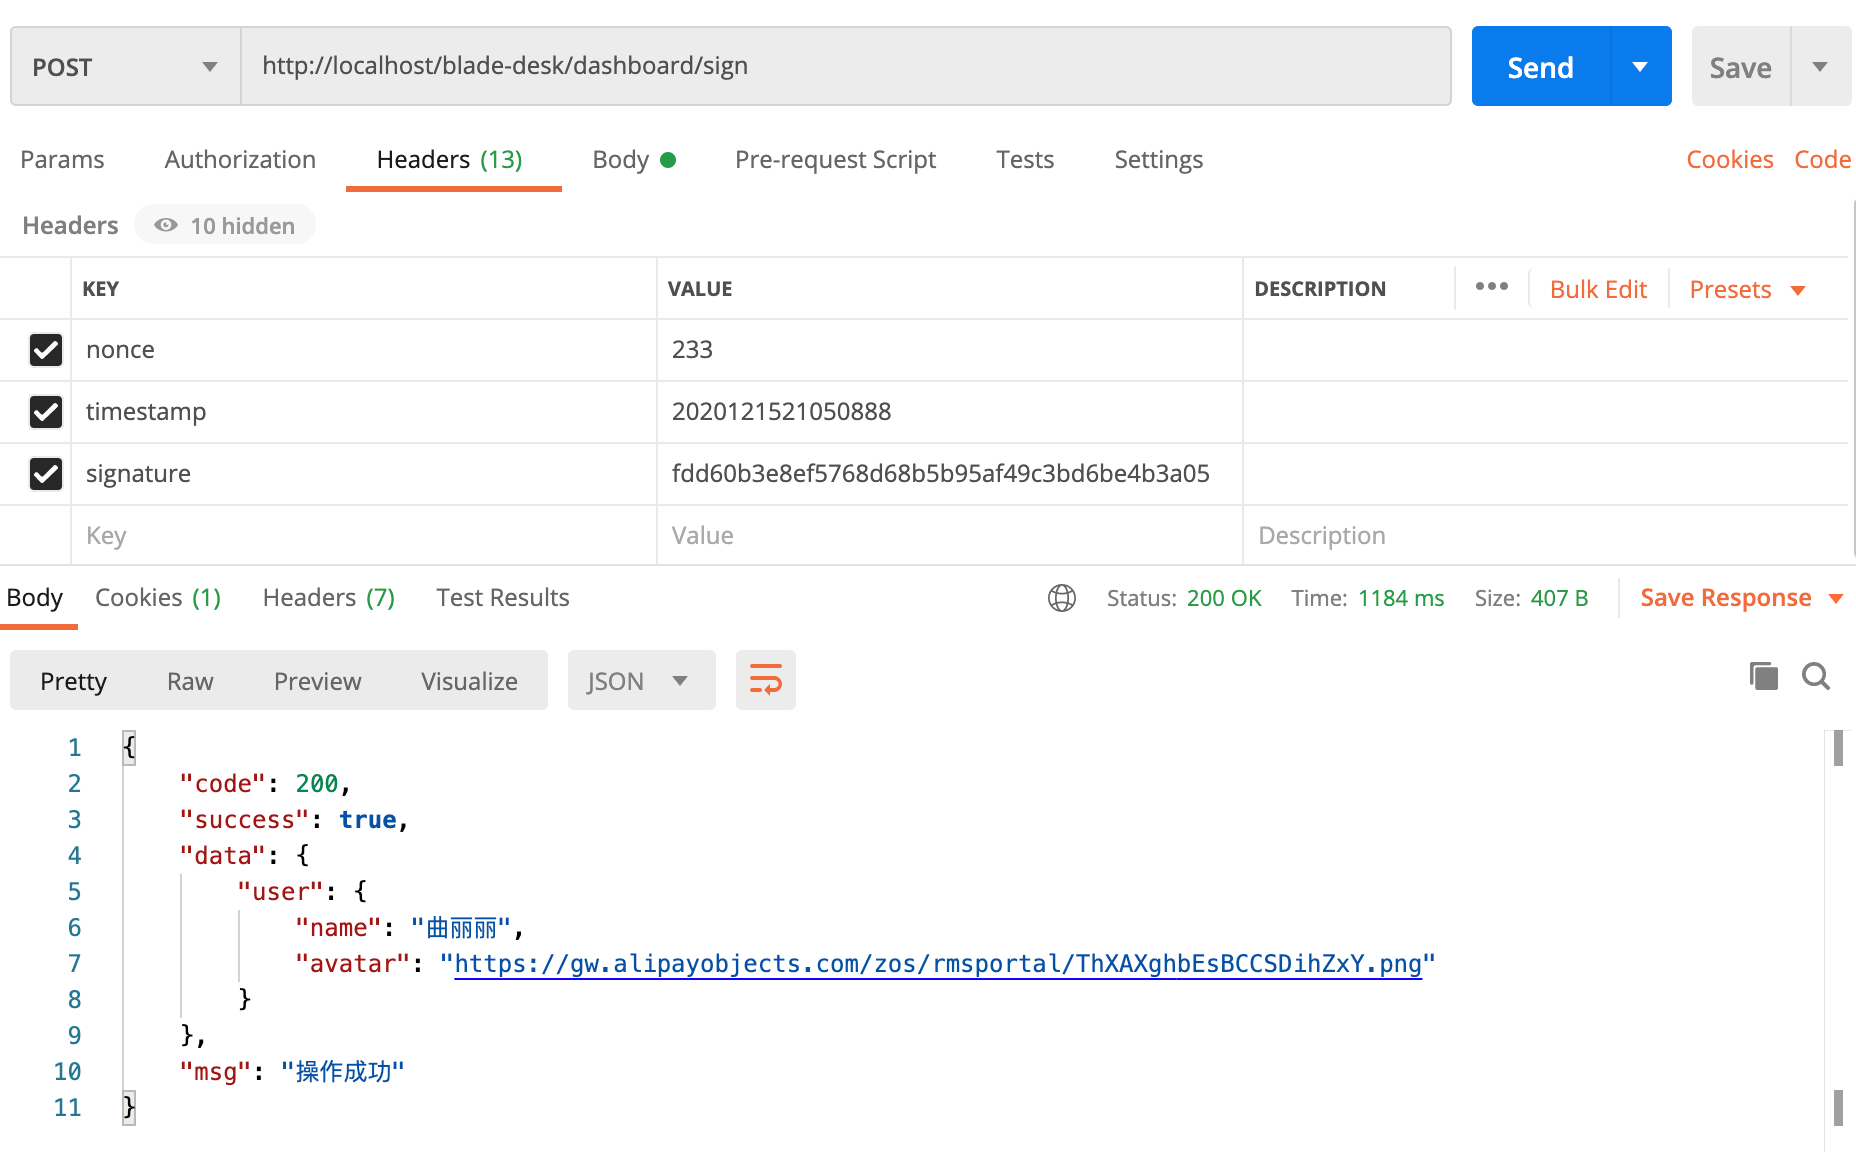 POST http://localhost/blade-desk/dashboard/sign Send Save
Params Authorization Headers (13) Body Pre-request Script Tests Settings Cookies Code
Headers 10 hidden
KEY VALUE DESCRIPTION ••• Bulk Edit Presets
nonce 233
timestamp 2020121521050888
signature fdd60b3e8ef5768d68b5b95af49c3bd6be4b3a05
Key Value Description
Body Cookies (1) Headers (7) Test Results Status: 200 OK Time: 1184 ms Size: 407 B Save Response
Pretty Raw Preview Visualize JSON
1 {
2 "code": 200,
3 "success": true,
4 "data": {
5 "user": {
6 "name": "曲丽丽",
7 "avatar": "https://gw.alipayobjects.com/zos/rmsportal/ThXAXghbEsBCCSDihZxY.png"
8 }
9 },
10 "msg": "操作成功"
11 }